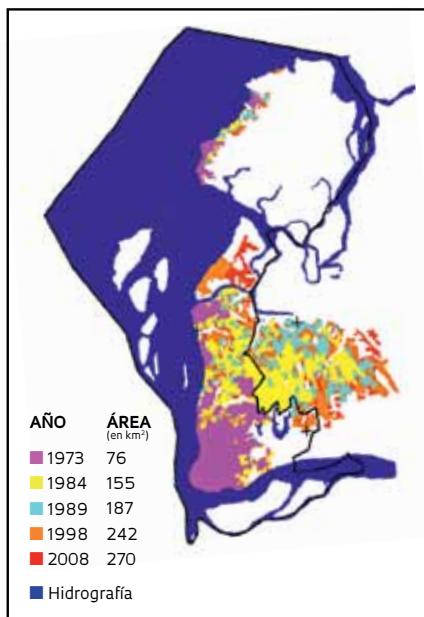 AÑO ÁREA
(en km²)
1973 76
1984 155
1989 187
1998 242
2008 270
Hidrografía